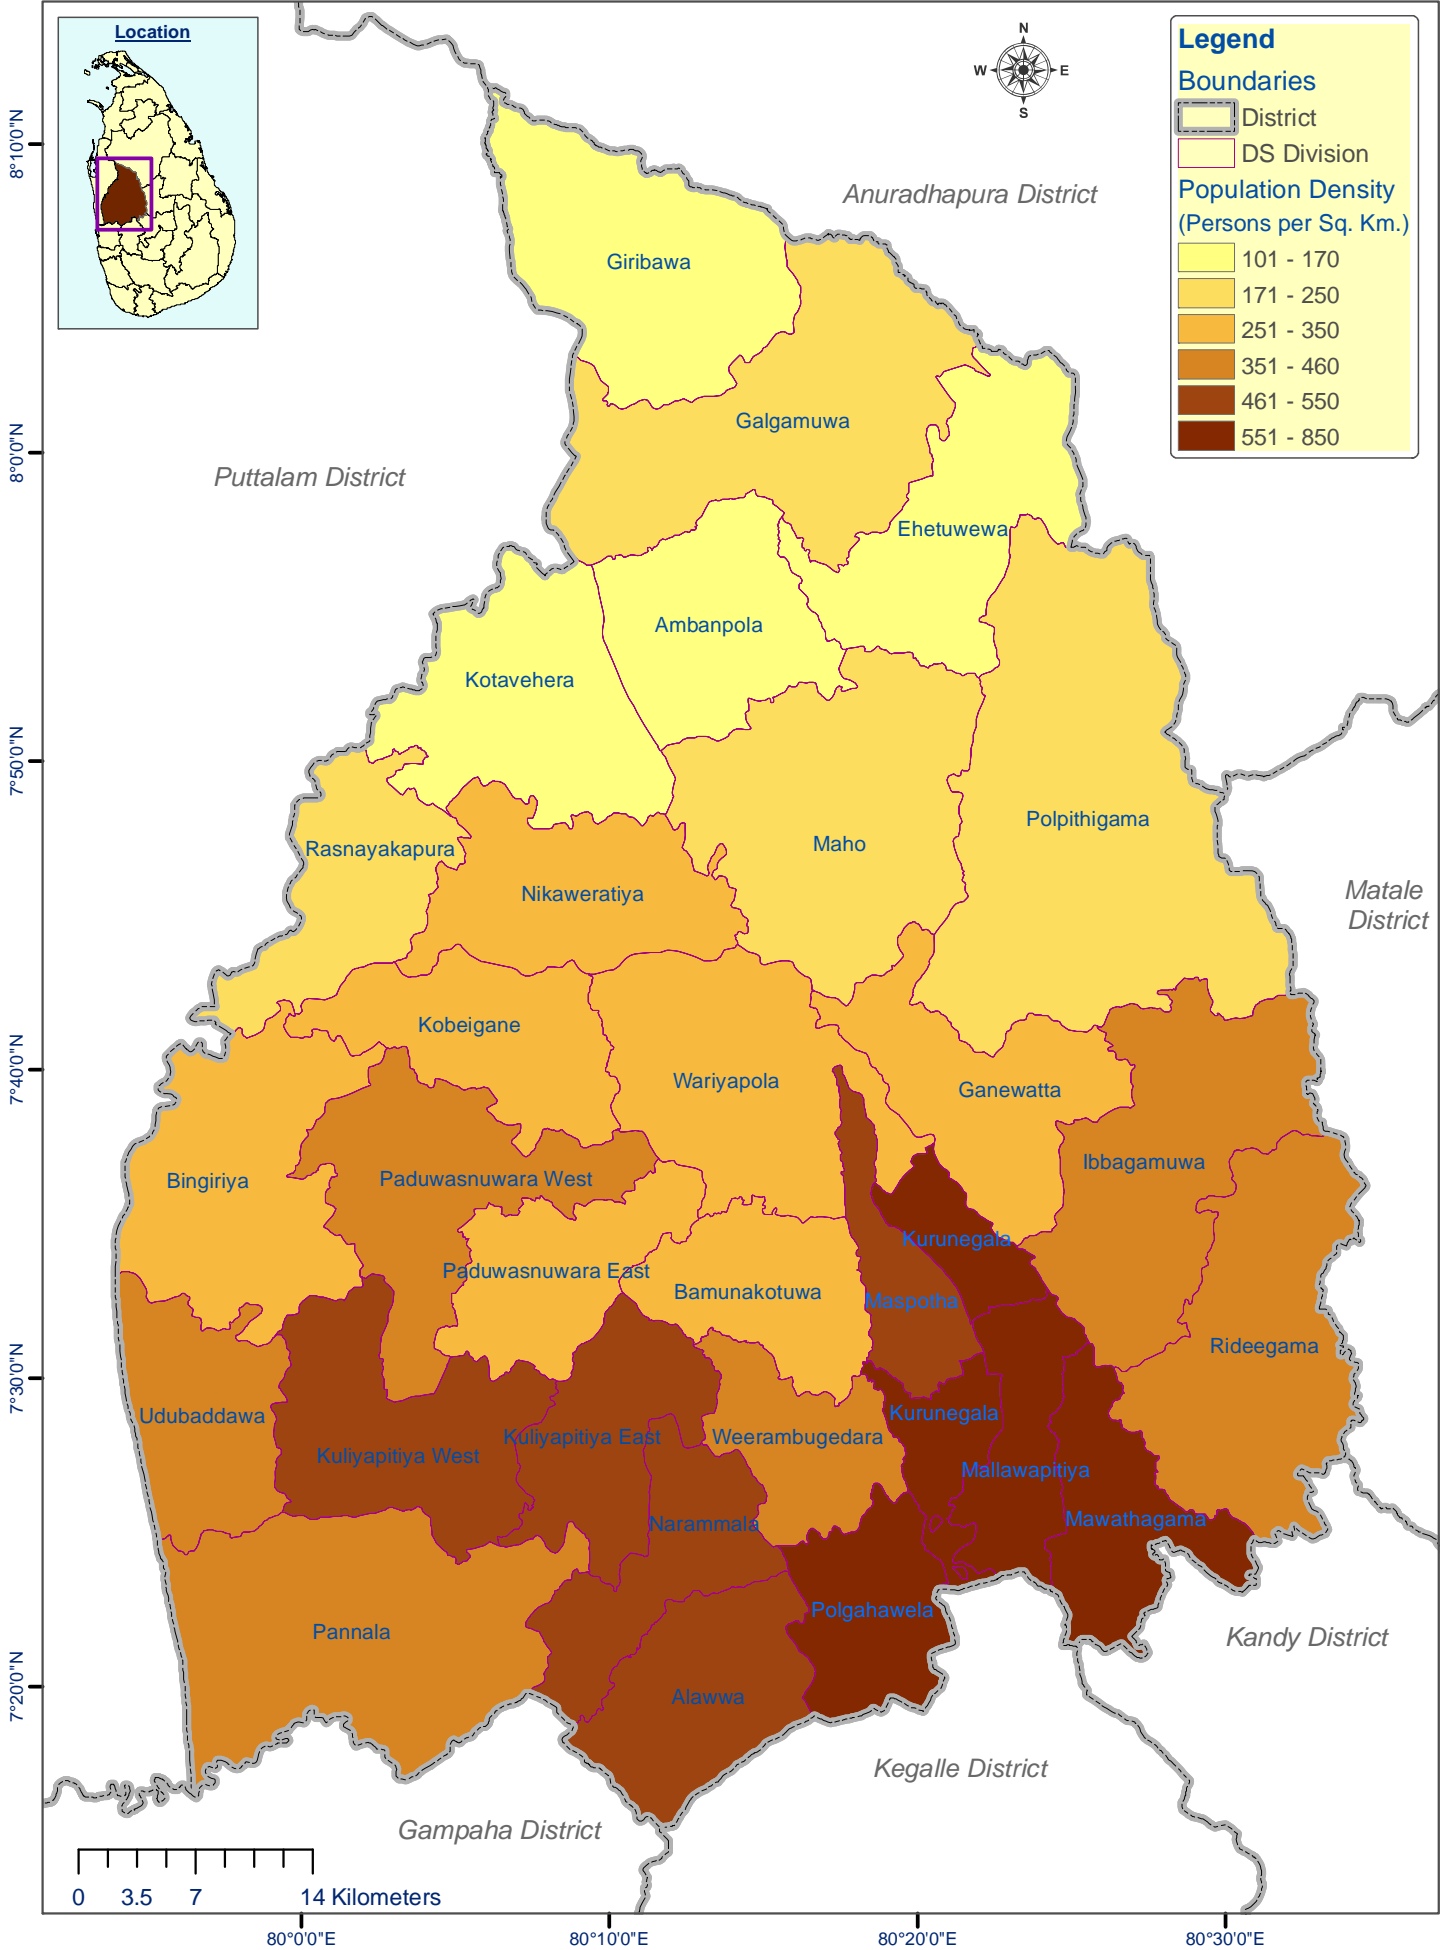 Location
N
W
E
S
Legend
Boundaries
District
DS Division
Population Density
(Persons per Sq. Km.)
101 - 170
171 - 250
251 - 350
351 - 460
461 - 550
551 - 850
8°10'0"N
8°0'0"N
7°50'0"N
7°40'0"N
7°30'0"N
7°20'0"N
Anuradhapura District
Giribawa
Galgamuwa
Puttalam District
Ehetuwewa
Ambanpola
Kotavehera
Polpithigama
Maho
Rasnayakapura
Nikaweratiya
Matale
District
Kobeigane
Wariyapola
Ganewatta
Ibbagamuwa
Paduwasnuwara West
Bingiriya
Kurunegala
Paduwasnuwara East
Bamunakotuwa
Maspotha
Rideegama
Udubaddawa
Kurunegala
Kuliyapitiya East
Weerambugedara
Kuliyapitiya West
Mallawapitiya
Mawathagama
Narammala
Polgahawela
Pannala
Kandy District
Alawwa
Kegalle District
Gampaha District
0 3.5 7 14 Kilometers
80°0'0"E 80°10'0"E 80°20'0"E 80°30'0"E